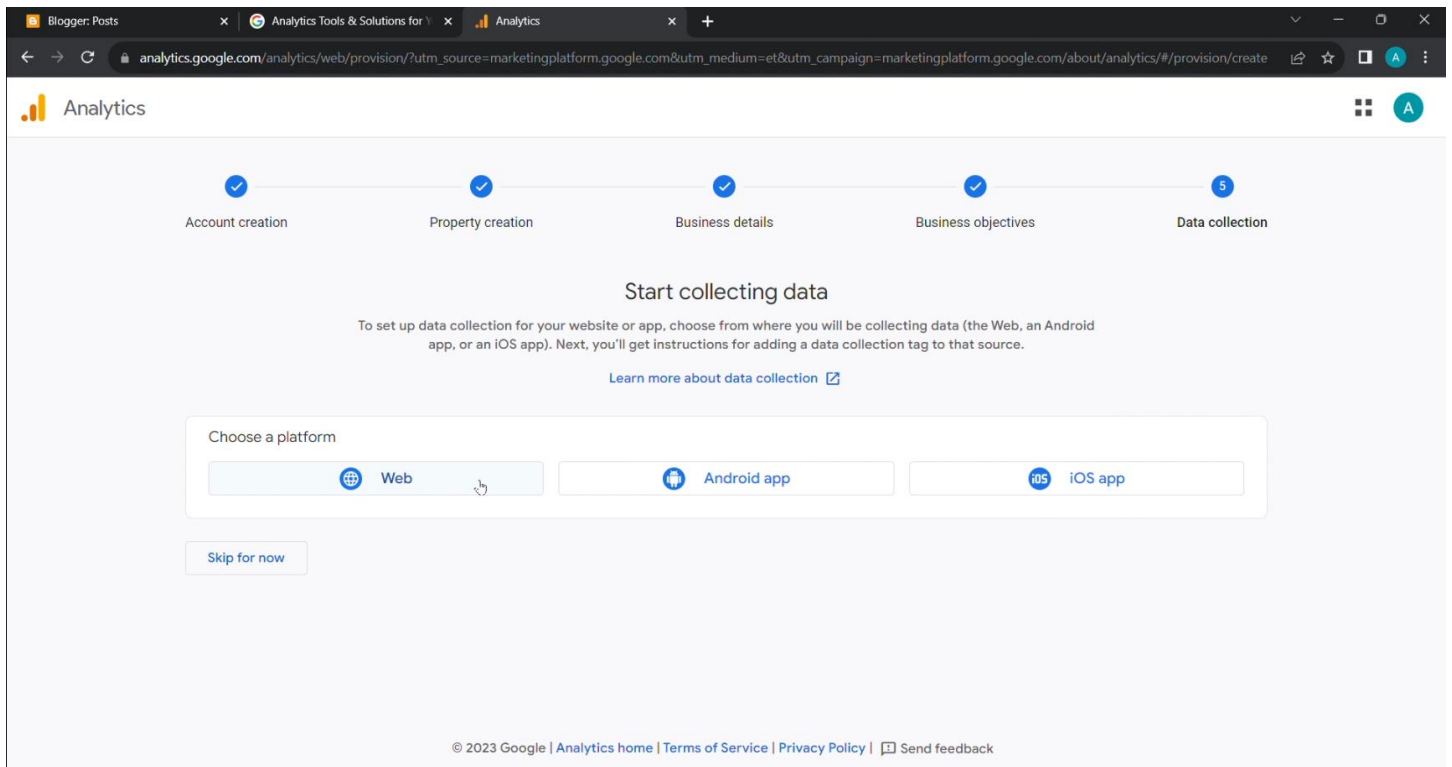 Blogger: Posts
Analytics Tools & Solutions for Y
Analytics
analytics.google.com/analytics/web/provision/?utm_source=marketingplatform.google.com&utm_medium=et&utm_campaign=marketingplatform.google.com/about/analytics/#/provision/create
A
Analytics
A
5
Account creation
Property creation
Business details
Business objectives
Data collection
Start collecting data
To set up data collection for your website or app, choose from where you will be collecting data (the Web, an Android
app, or an iOS app). Next, you'll get instructions for adding a data collection tag to that source.
Learn more about data collection
Choose a platform
Web
Android app
iOS
iOS app
Skip for now
© 2023 Google | Analytics home | Terms of Service | Privacy Policy | Send feedback